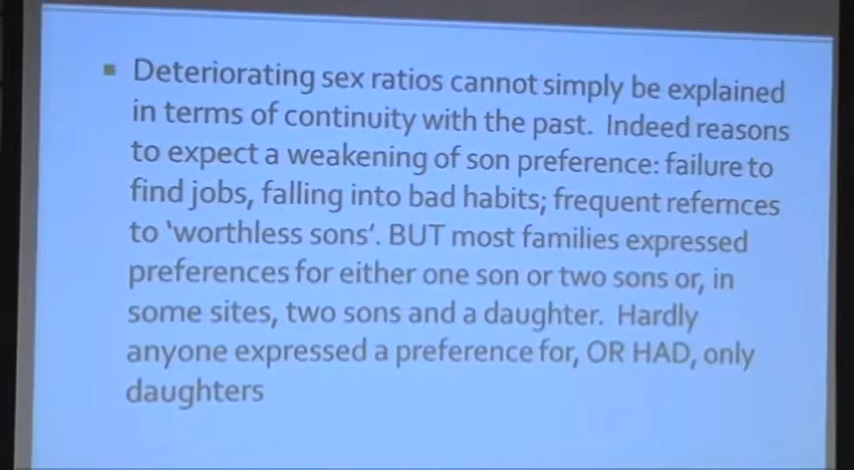 ▪ Deteriorating sex ratios cannot simply be explained
in terms of continuity with the past. Indeed reasons
to expect a weakening of son preference: failure to
find jobs, falling into bad habits; frequent refernces
to 'worthless sons'. BUT most families expressed
preferences for either one son or two sons or, in
some sites, two sons and a daughter. Hardly
anyone expressed a preference for, OR HAD, only
daughters